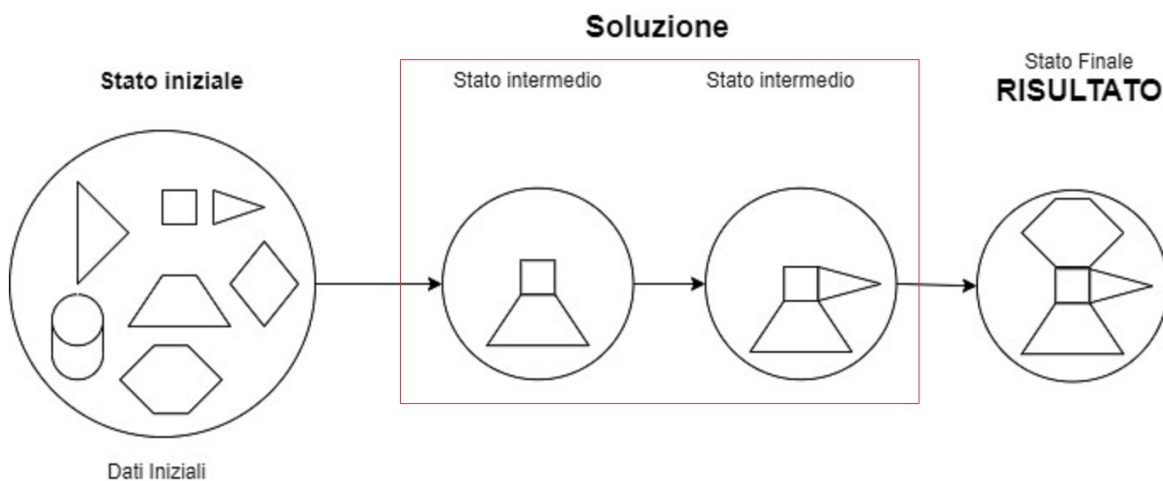 Soluzione
Stato iniziale
Stato intermedio
Stato intermedio
Stato Finale
RISULTATO
Dati Iniziali